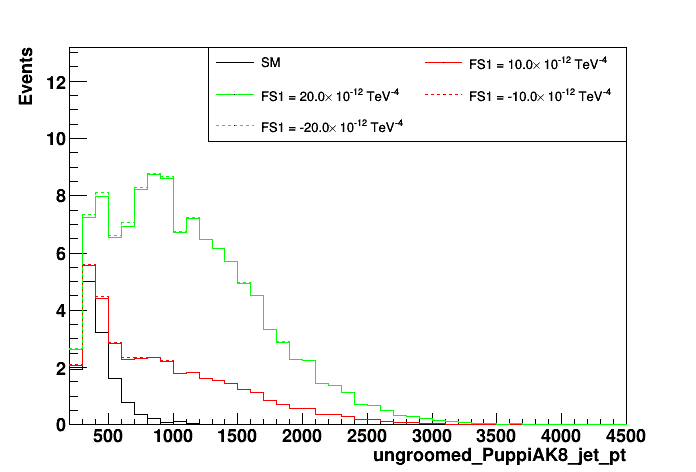 Events
12
10
8
6
4
2
0
SM
FS1 = 10.0× 10⁻¹² TeV⁻⁴
FS1 = 20.0× 10⁻¹² TeV⁻⁴
FS1 = -10.0× 10⁻¹² TeV⁻⁴
FS1 = -20.0× 10⁻¹² TeV⁻⁴
500 1000 1500 2000 2500 3000 3500 4000 4500
ungroomed_PuppiAK8_jet_pt